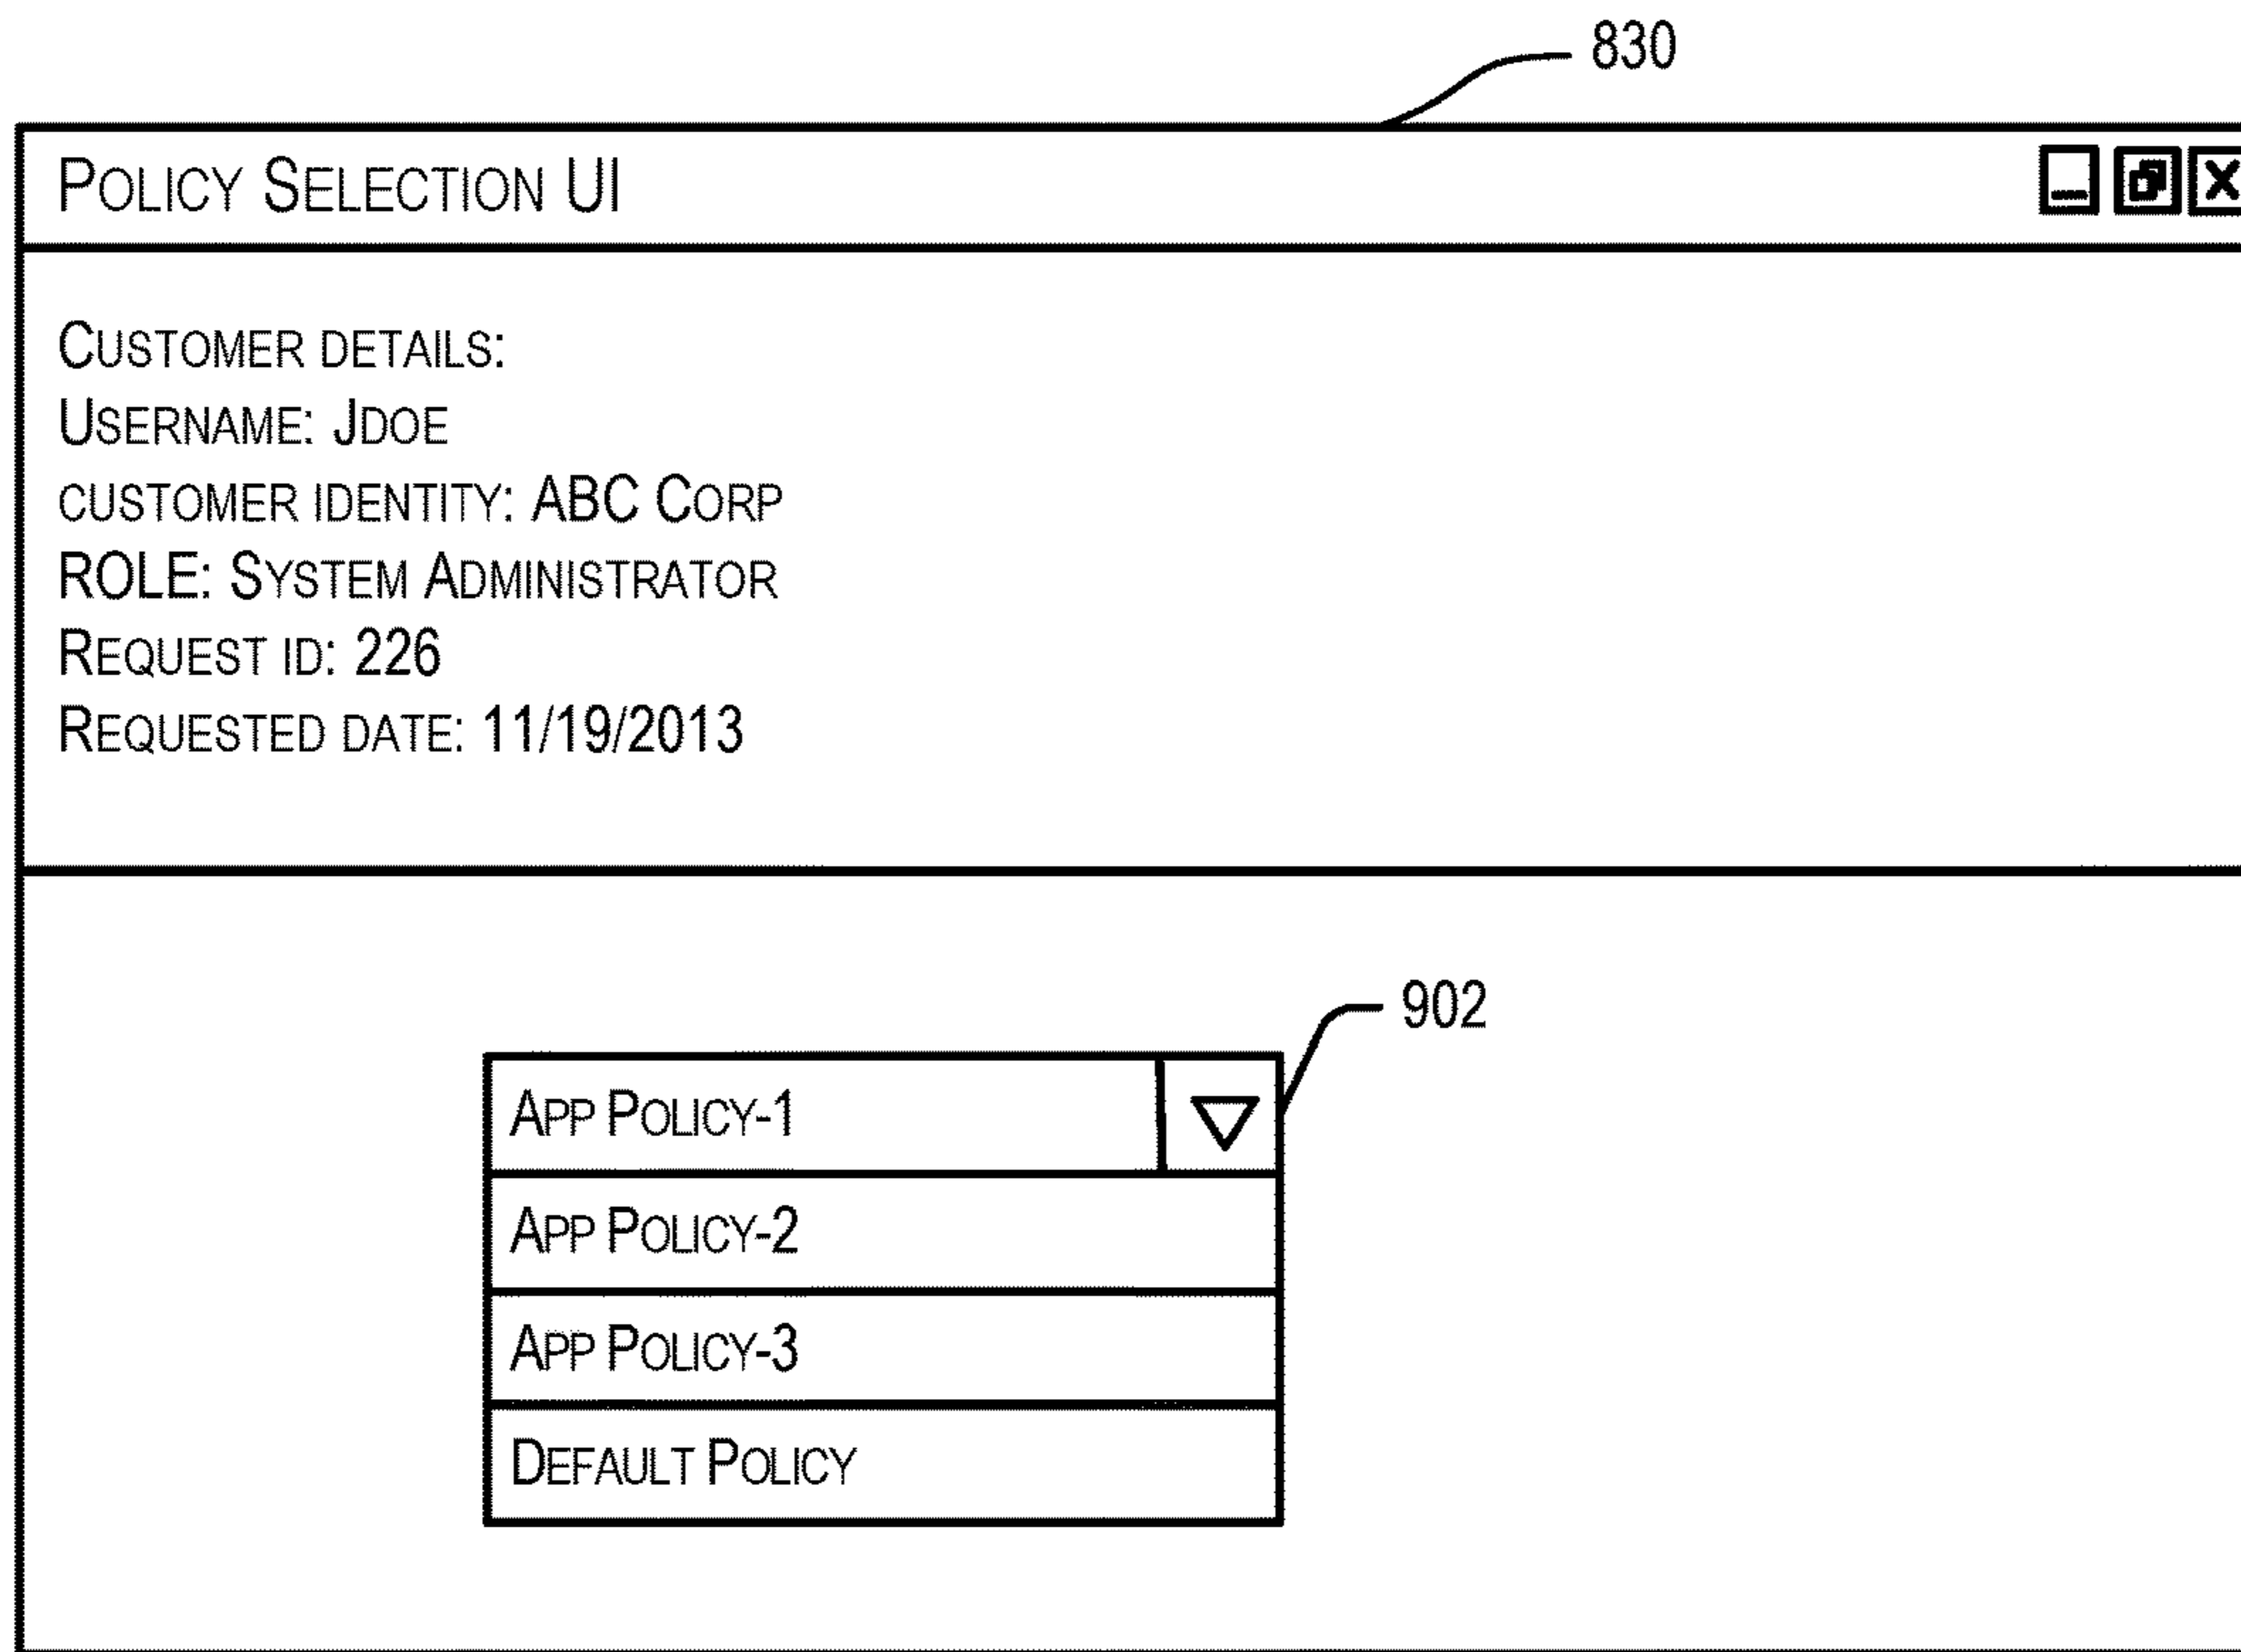 830
Policy Selection UI
Customer details:
Username: Jdoe
customer identity: ABC Corp
ROLE: System Administrator
Request id: 226
Requested date: 11/19/2013
902
App Policy-1
App Policy-2
App Policy-3
Default Policy